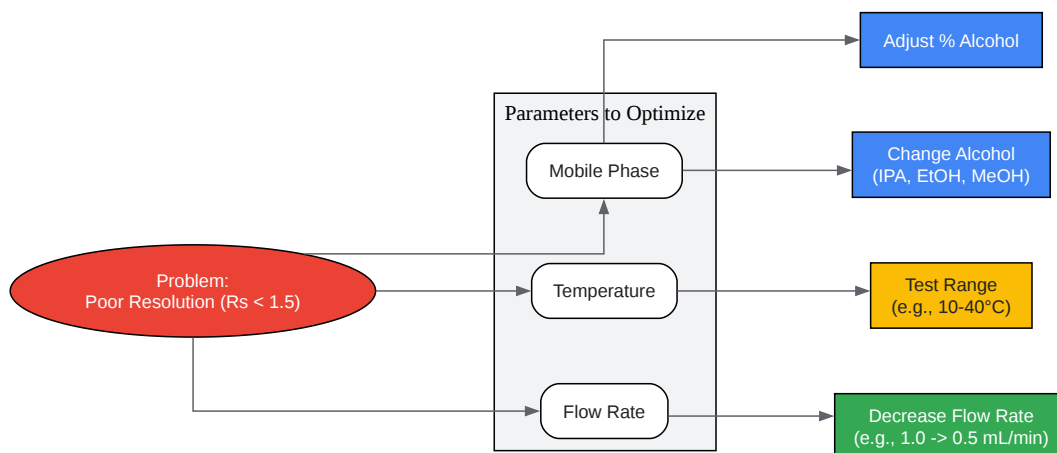 Adjust % Alcohol
Parameters to Optimize
Mobile Phase
Change Alcohol
(IPA, EtOH, MeOH)
Problem:
Poor Resolution (Rs < 1.5)
Temperature
Test Range
(e.g., 10-40°C)
Flow Rate
Decrease Flow Rate
(e.g., 1.0 -> 0.5 mL/min)